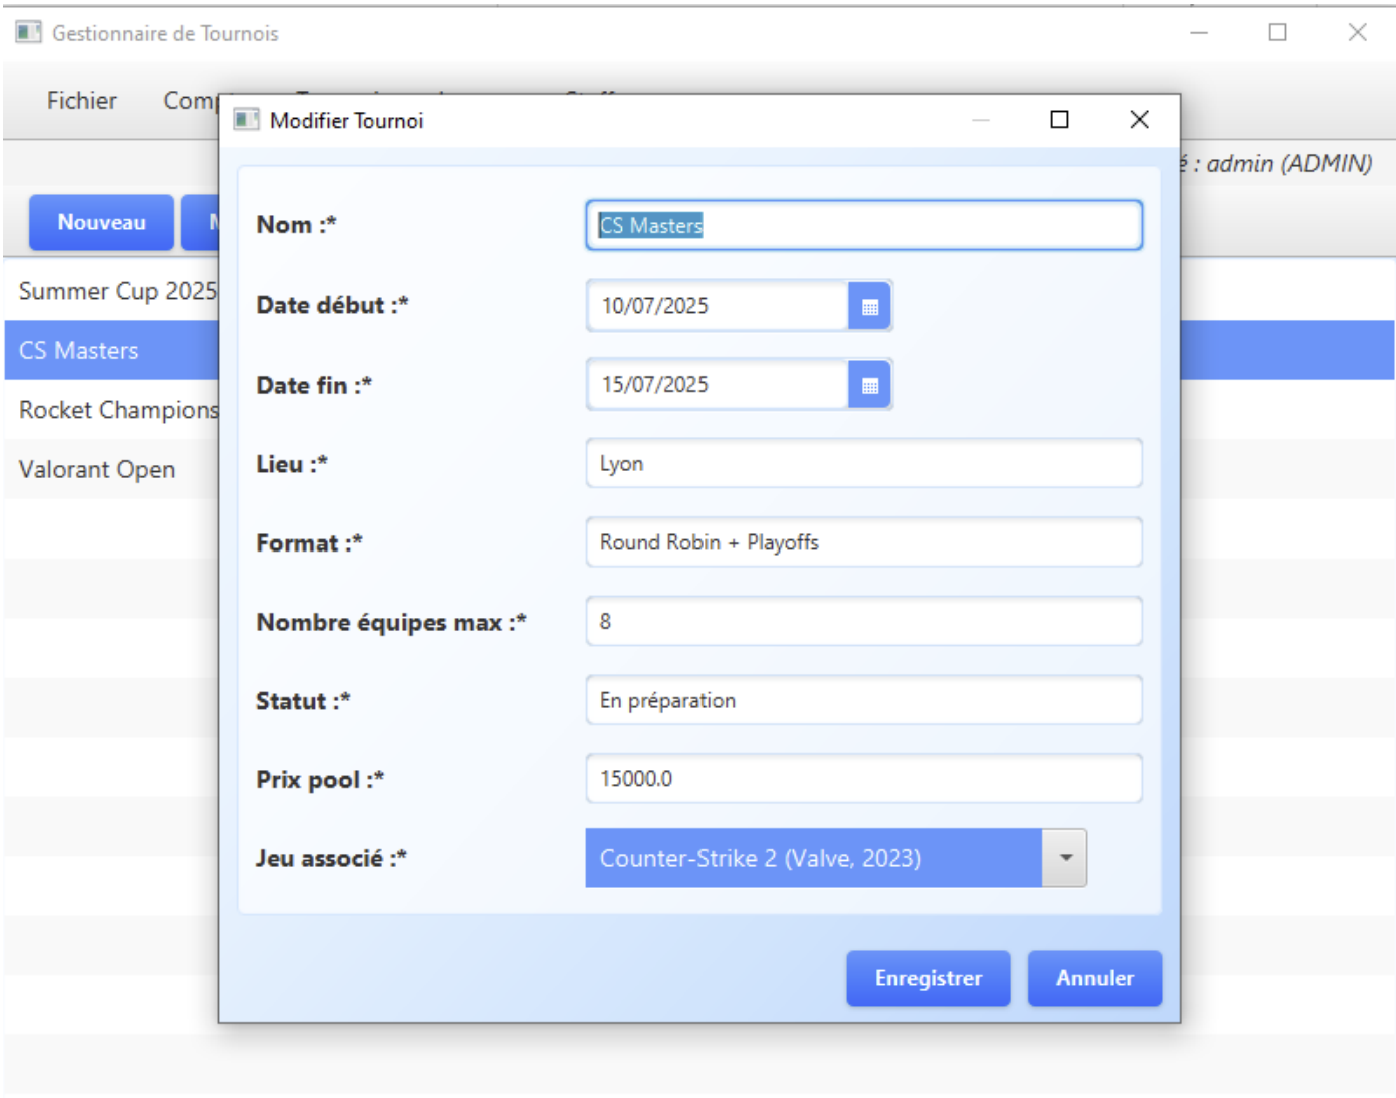 Gestionnaire de Tournois
Fichier
Modifier Tournoi
: admin (ADMIN)
Nouveau
Nom :*
CS Masters
Summer Cup 2025
Date début :*
10/07/2025
CS Masters
Date fin :*
15/07/2025
Rocket Champions
Lieu :*
Lyon
Valorant Open
Format :*
Round Robin + Playoffs
Nombre équipes max :*
8
Statut :*
En préparation
Prix pool :*
15000.0
Jeu associé :*
Counter-Strike 2 (Valve, 2023)
Enregistrer
Annuler